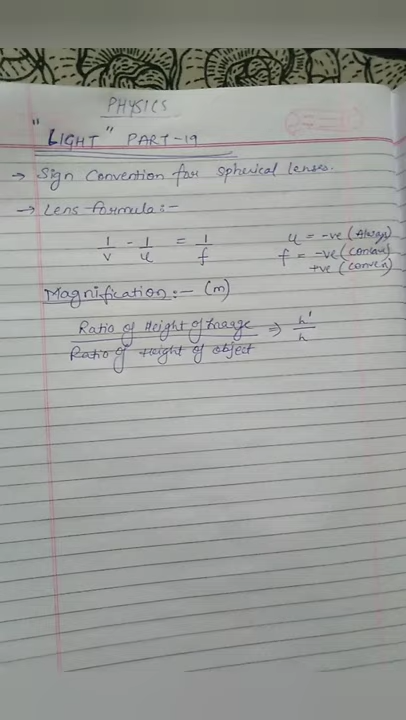 PHYSICS
"LIGHT" PART-19
→ Sign Convention for spherical lenses.
→ Lens formula:-
1/v - 1/u = 1/f
u = -ve (Always)
f = -ve (concave)
+ve (convex)
Magnification:- (m)
Ratio of Height of Image
Ratio of Height of object
⇒ h'/h